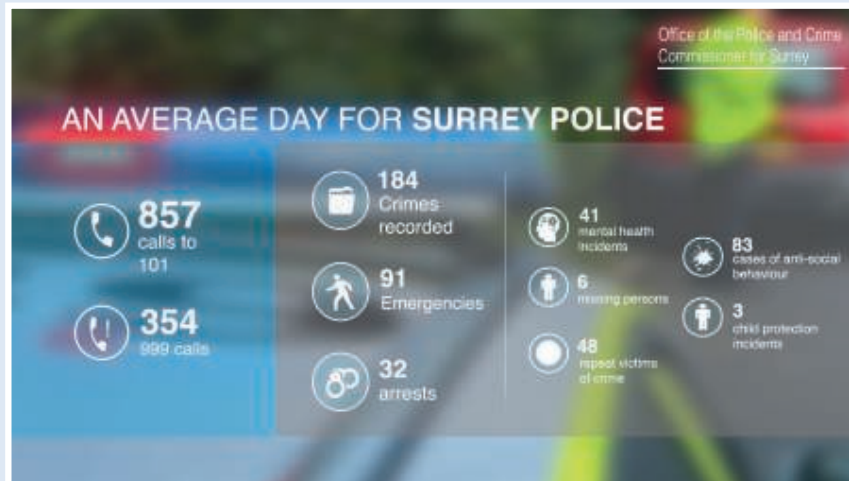 Office of the Police and Crime
Commissioner for Surrey
AN AVERAGE DAY FOR SURREY POLICE
857
calls to
101
354
999 calls
184
Crimes
recorded
91
Emergencies
32
arrests
41
mental health
incidents
6
missing persons
48
repeat victims
of crime
83
cases of anti-social
behaviour
3
child protection
incidents